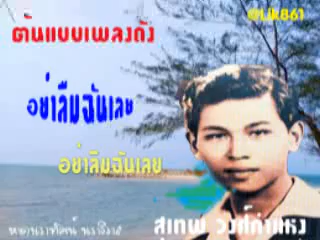 @Lik861
ต้นแบบเพลงดัง
อย่าลืมฉันเลย
อย่าลืมฉันเลย
สุเทพ วงศ์กำแหง